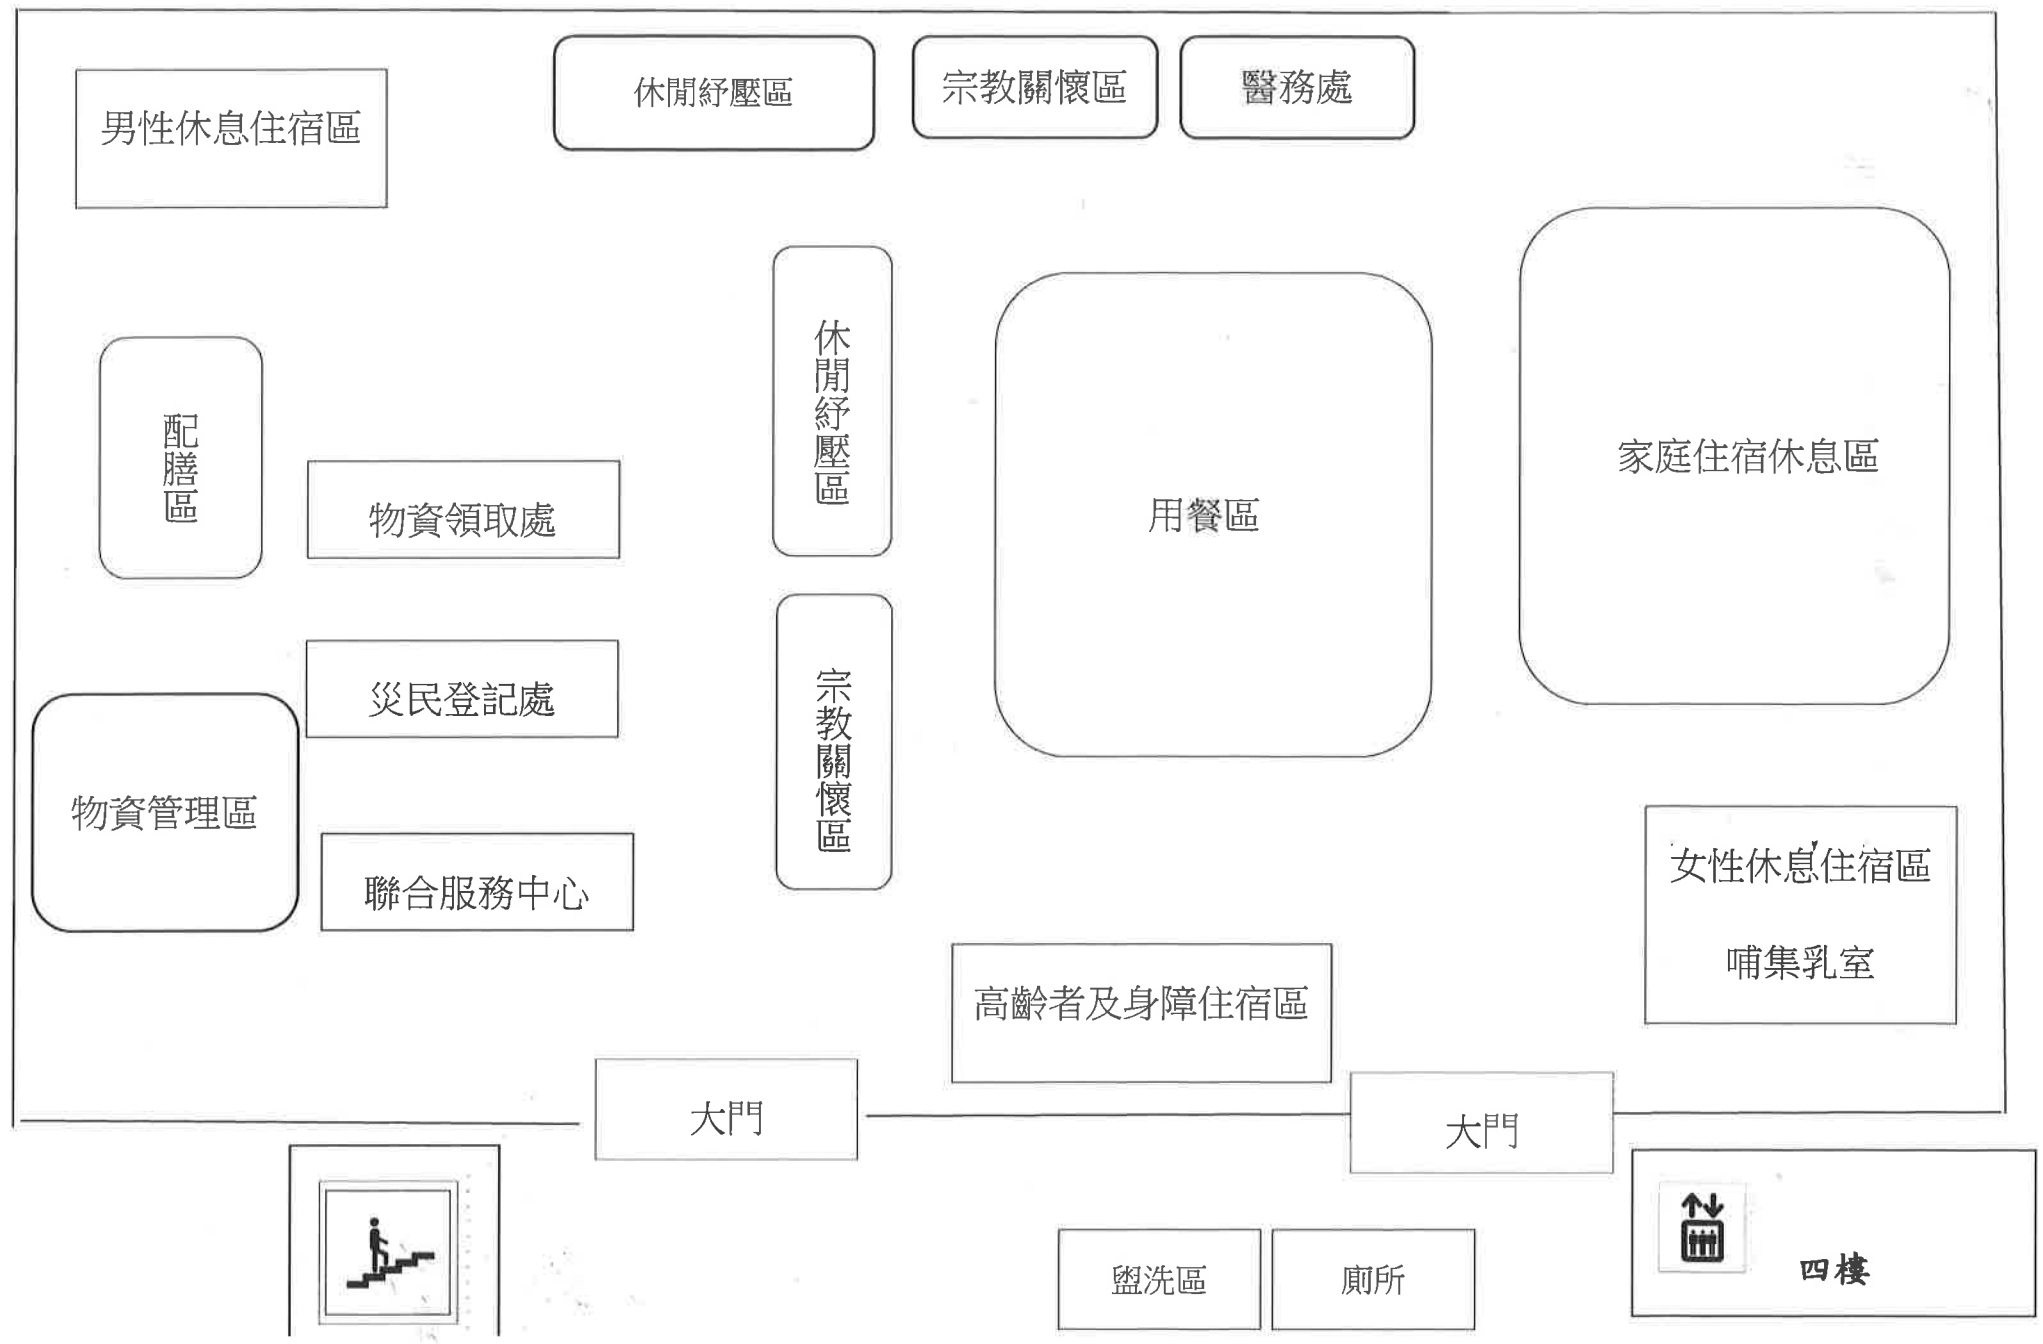 休閒紓壓區
宗教關懷區
醫務處
男性休息住宿區
休閒紓壓區
配膳區
家庭住宿休息區
物資領取處
用餐區
災民登記處
宗教關懷區
物資管理區
女性休息住宿區
聯合服務中心
哺集乳室
高齡者及身障住宿區
大門
大門
盥洗區
廁所
四樓